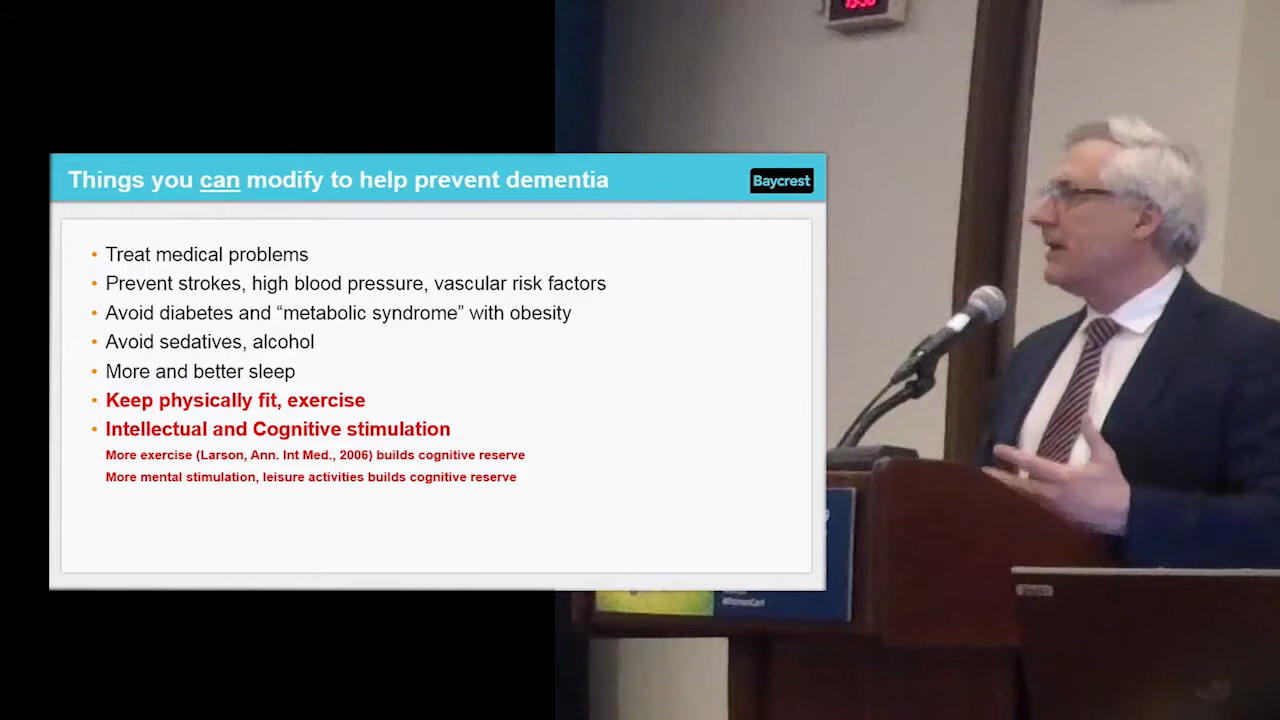 Things you can modify to help prevent dementia
Baycrest
• Treat medical problems
• Prevent strokes, high blood pressure, vascular risk factors
• Avoid diabetes and “metabolic syndrome” with obesity
• Avoid sedatives, alcohol
• More and better sleep
• Keep physically fit, exercise
• Intellectual and Cognitive stimulation
More exercise (Larson, Ann. Int Med., 2006) builds cognitive reserve
More mental stimulation, leisure activities builds cognitive reserve